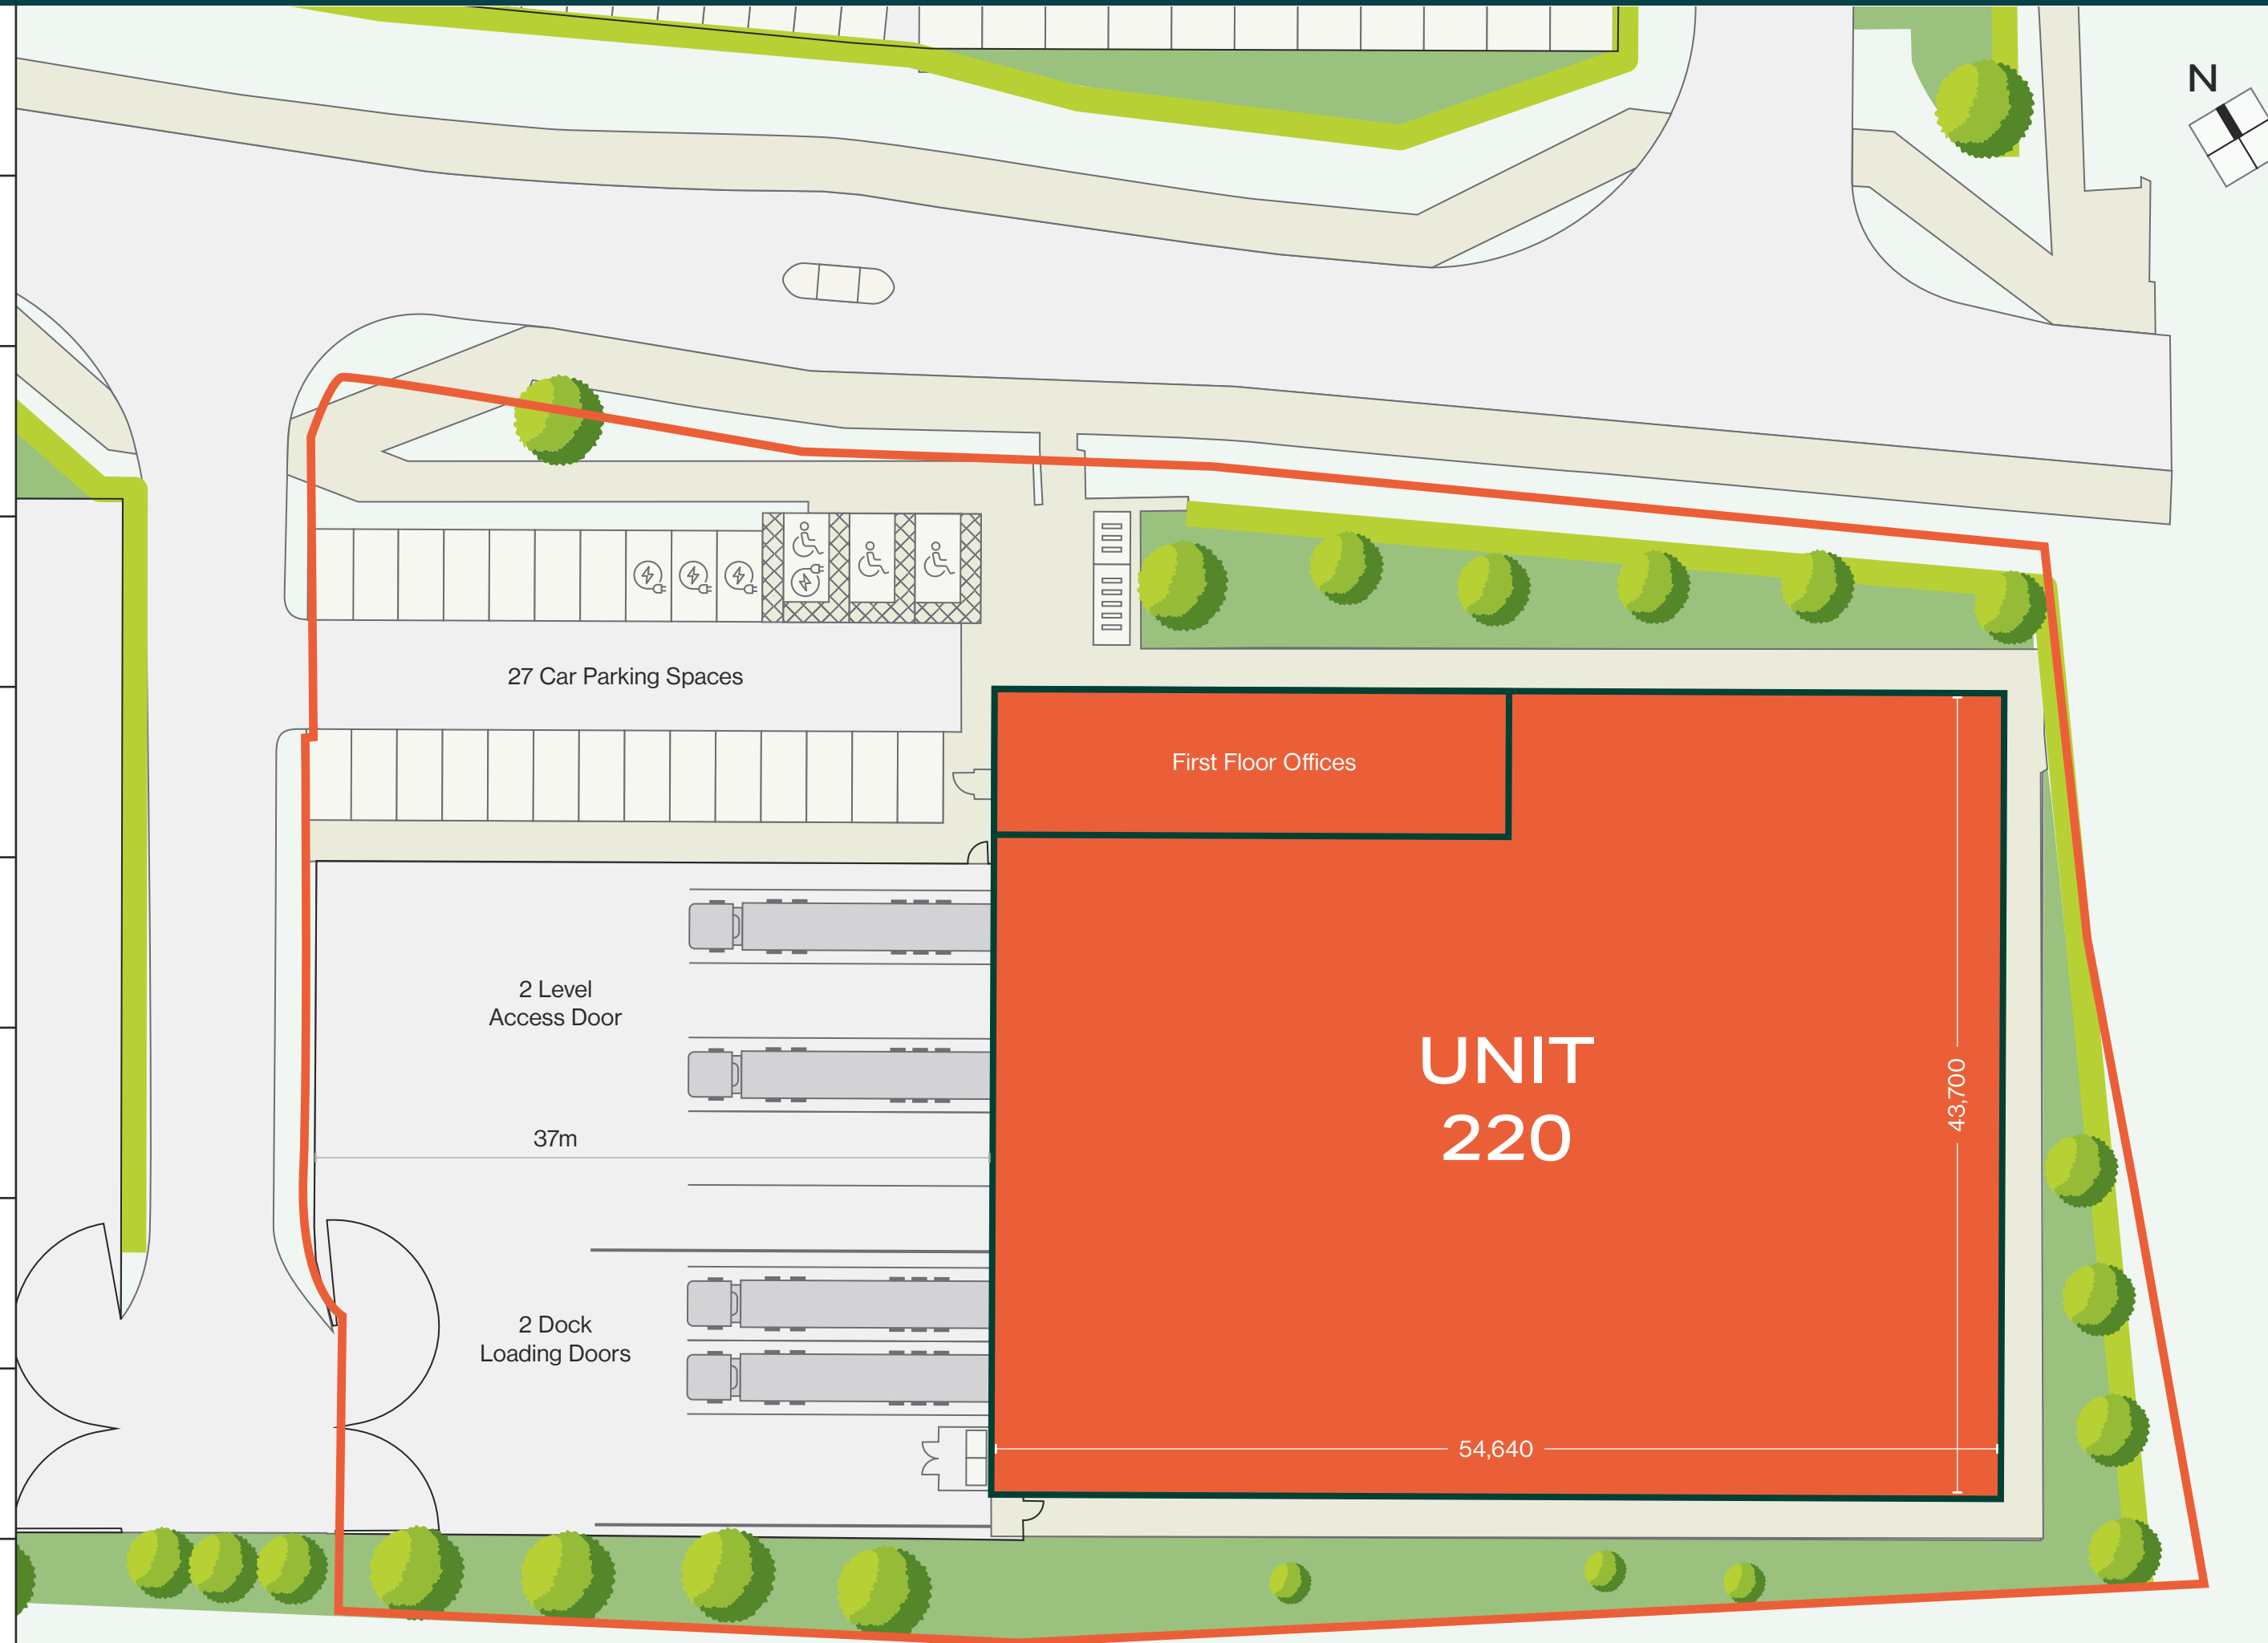 N
27 Car Parking Spaces
First Floor Offices
2 Level
Access Door
UNIT
220
43,700
37m
2 Dock
Loading Doors
54,640